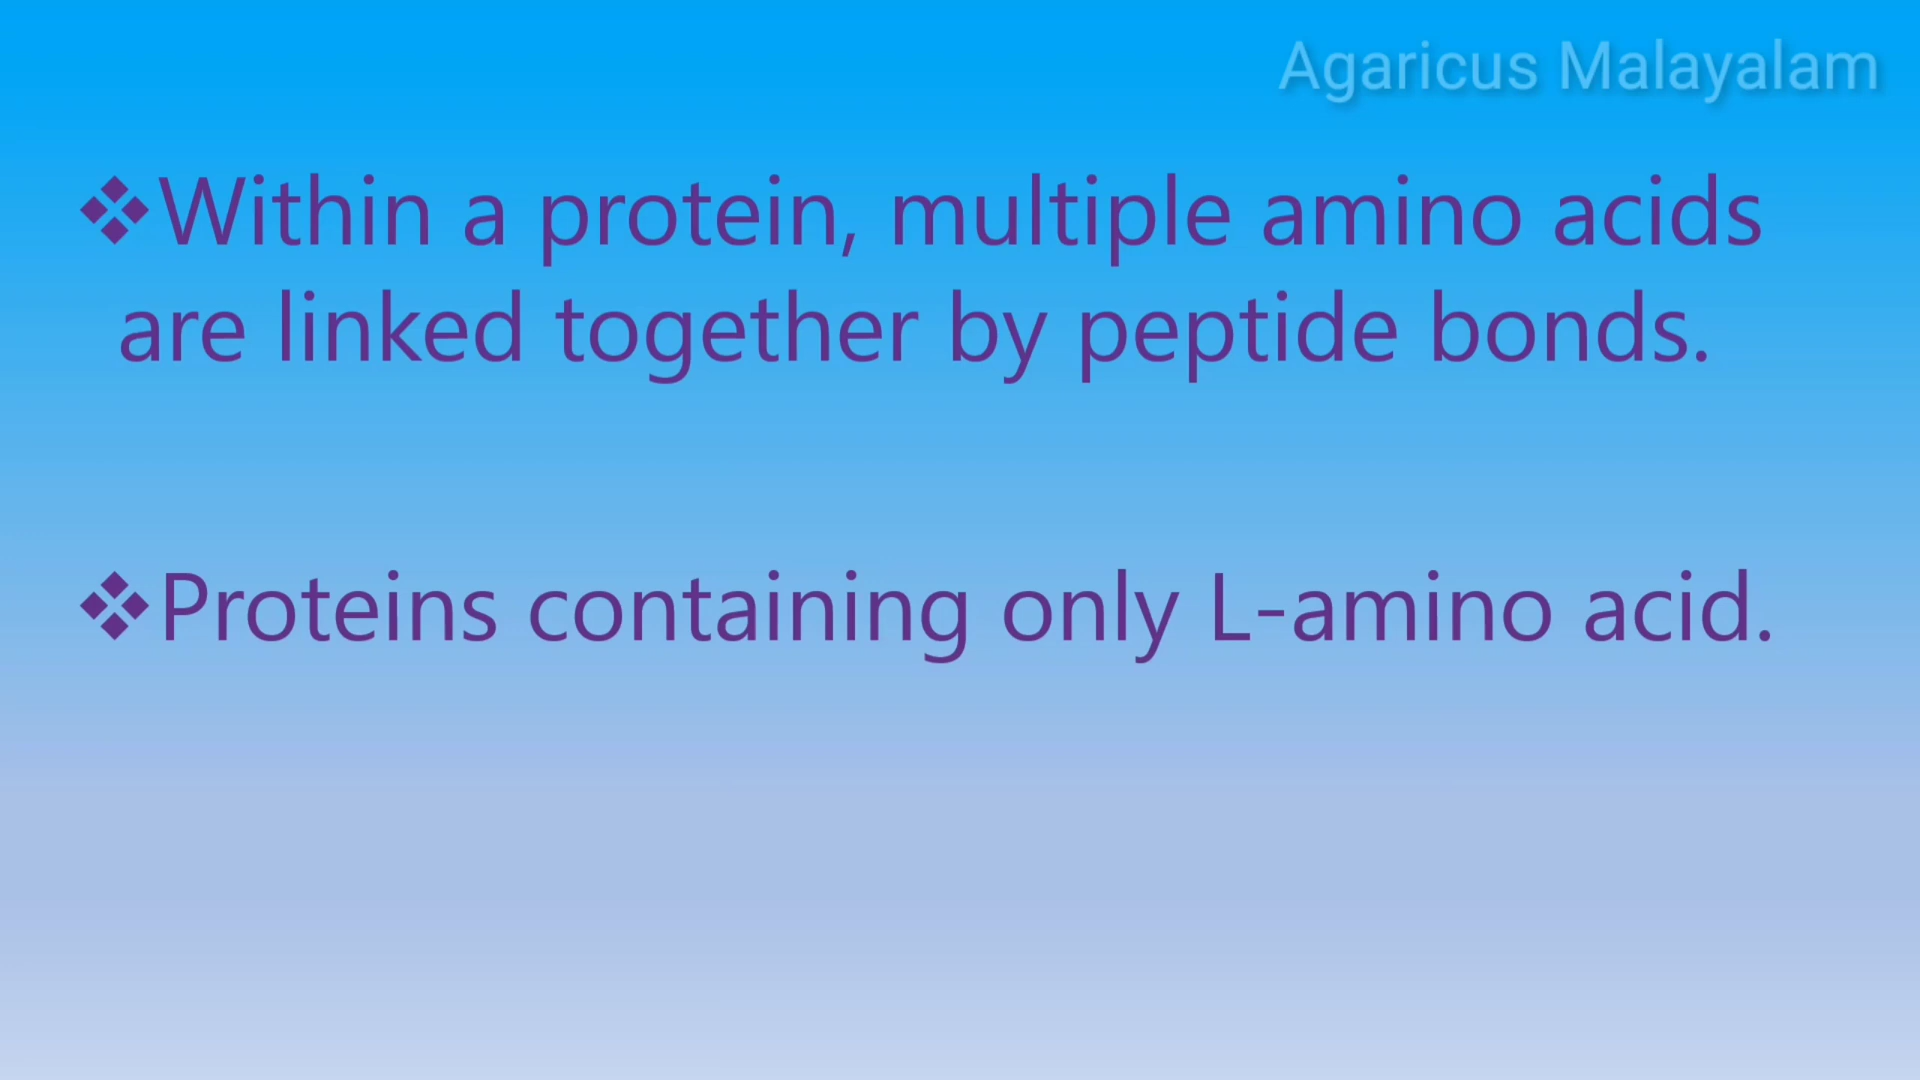 Agaricus Malayalam
❖Within a protein, multiple amino acids
are linked together by peptide bonds.
❖Proteins containing only L-amino acid.